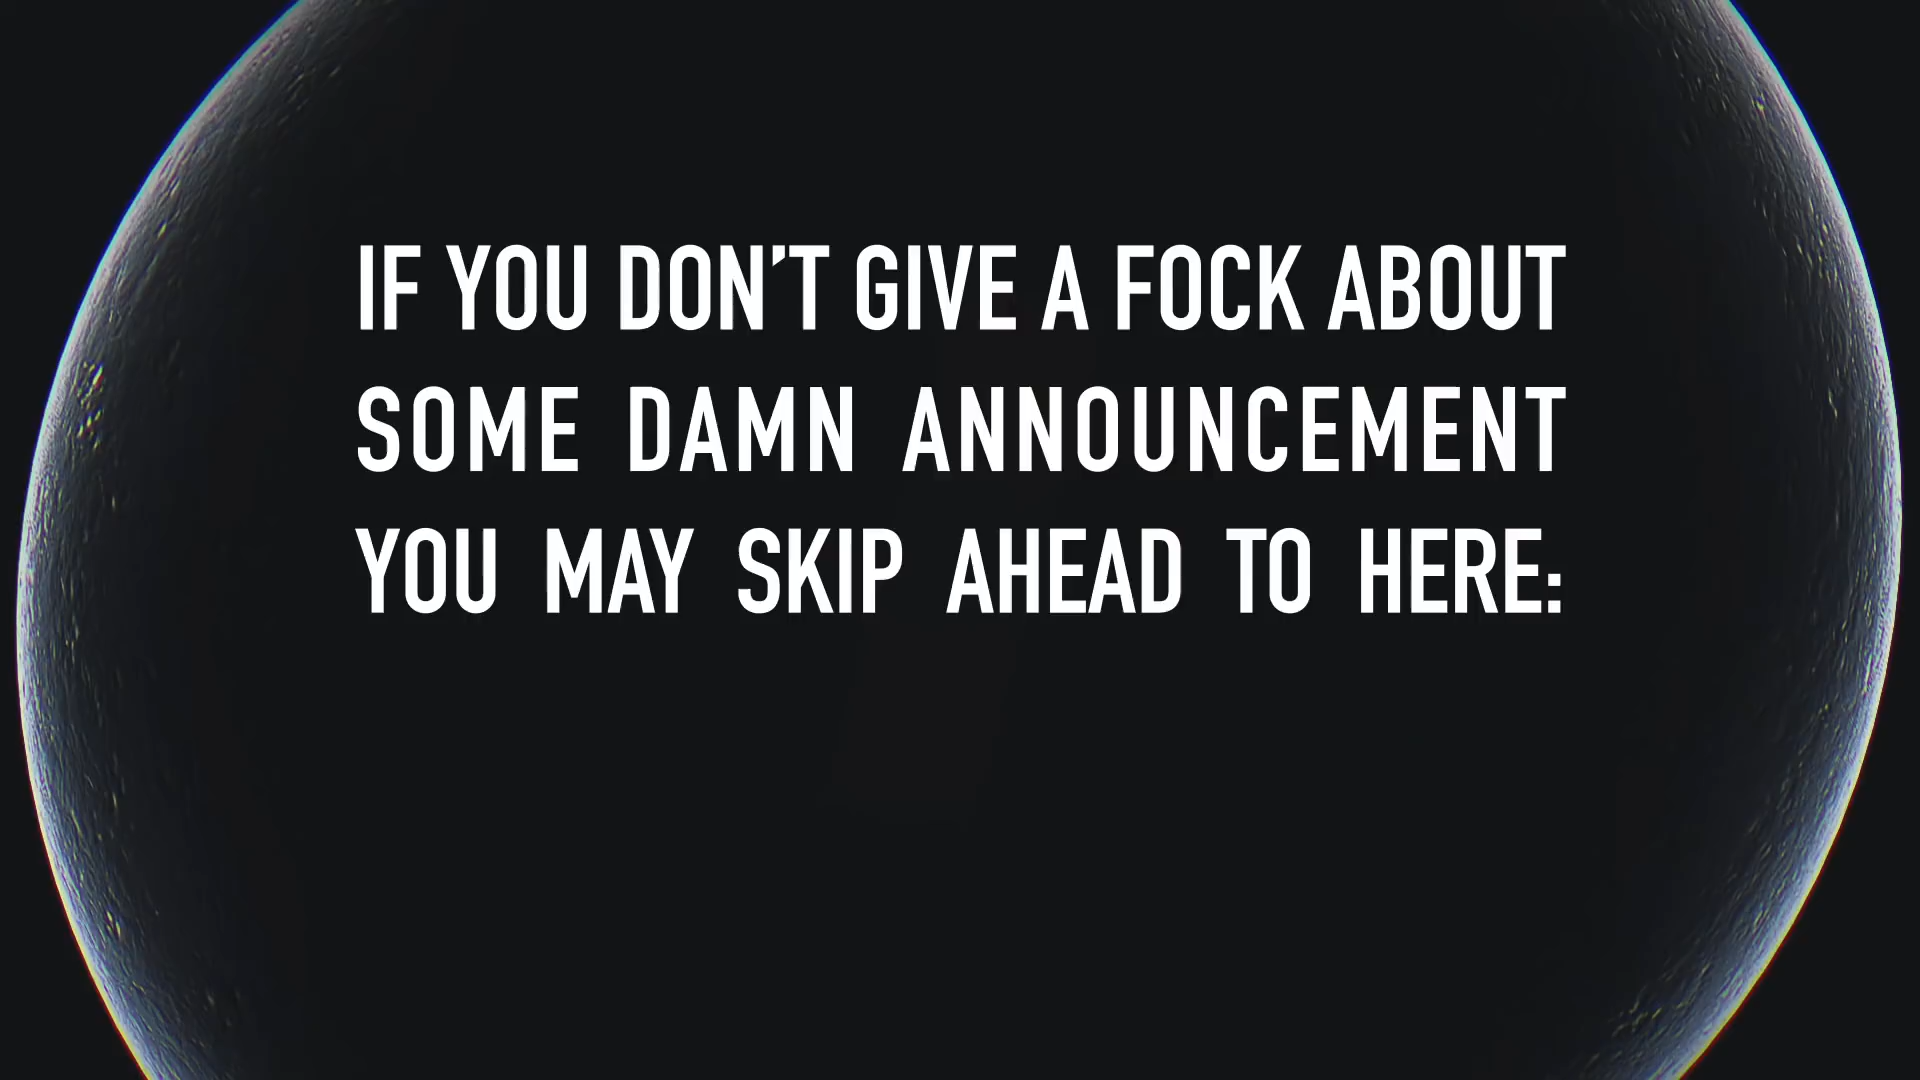 IF YOU DON’T GIVE A FOCK ABOUT
SOME DAMN ANNOUNCEMENT
YOU MAY SKIP AHEAD TO HERE: